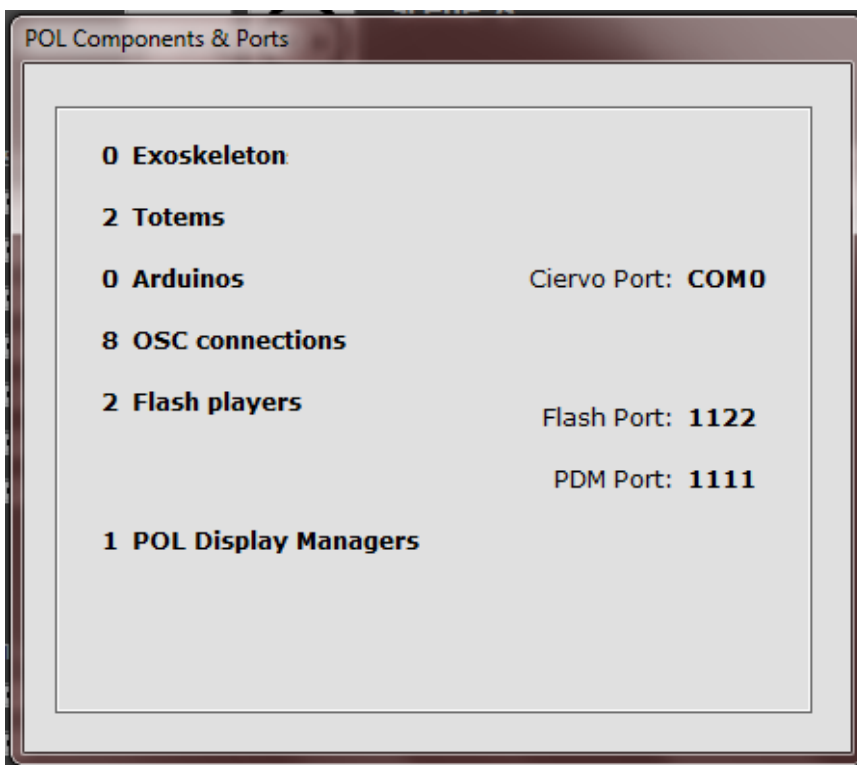 POL Components & Ports
0 Exoskeleton
2 Totems
0 Arduinos Ciervo Port: COM0
8 OSC connections
2 Flash players
Flash Port: 1122
PDM Port: 1111
1 POL Display Managers